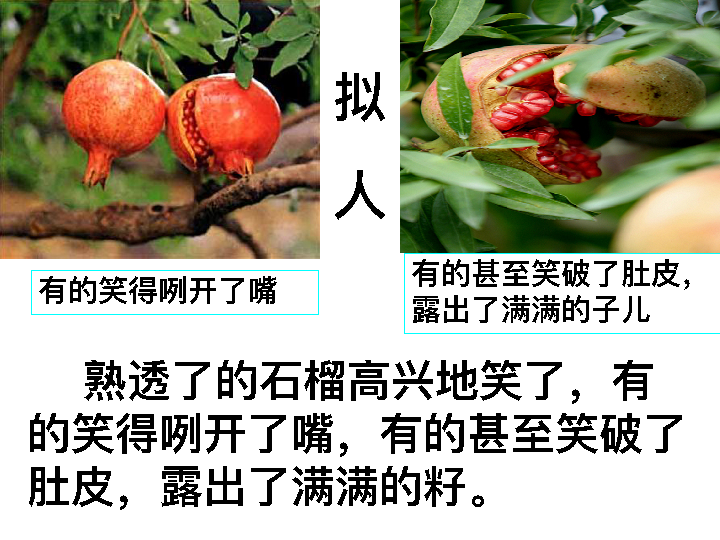 拟
人
有的笑得咧开了嘴
有的甚至笑破了肚皮，
露出了满满的子儿
熟透了的石榴高兴地笑了，有
的笑得咧开了嘴，有的甚至笑破了
肚皮，露出了满满的籽。